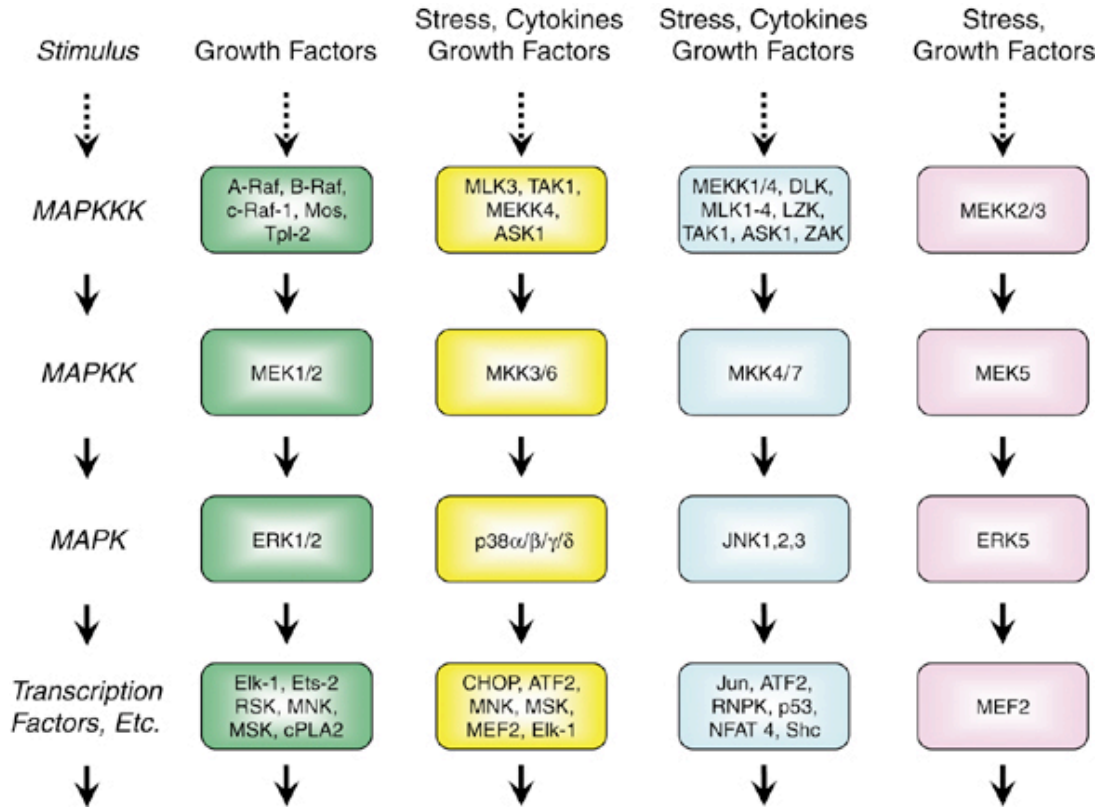 Stimulus
Growth Factors
Stress, Cytokines
Growth Factors
Stress, Cytokines
Growth Factors
Stress,
Growth Factors
MAPKKK
A-Raf, B-Raf,
c-Raf-1, Mos,
Tpl-2
MLK3, TAK1,
MEKK4,
ASK1
MEKK1/4, DLK,
MLK1-4, LZK,
TAK1, ASK1, ZAK
MEKK2/3
MAPKK
MEK1/2
MKK3/6
MKK4/7
MEK5
MAPK
ERK1/2
p38α/β/γ/δ
JNK1,2,3
ERK5
Transcription
Factors, Etc.
Elk-1, Ets-2
RSK, MNK,
MSK, cPLA2
CHOP, ATF2,
MNK, MSK,
MEF2, Elk-1
Jun, ATF2,
RNPK, p53,
NFAT 4, Shc
MEF2